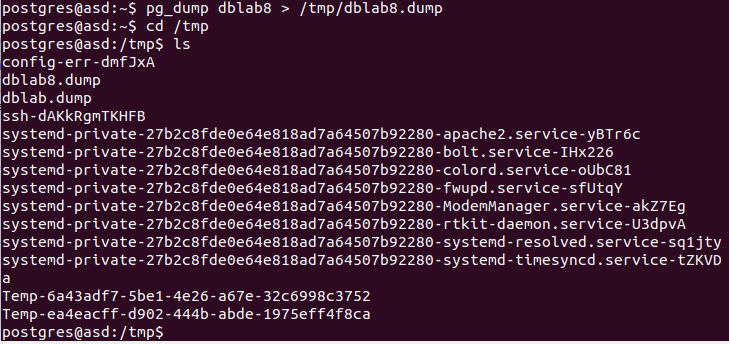 postgres@asd:~$ pg_dump dblab8 > /tmp/dblab8.dump
postgres@asd:~$ cd /tmp
postgres@asd:/tmp$ ls
config-err-dmfJxA
dblab8.dump
dblab.dump
ssh-dAKkRgmTKHFB
systemd-private-27b2c8fde0e64e818ad7a64507b92280-apache2.service-yBTr6c
systemd-private-27b2c8fde0e64e818ad7a64507b92280-bolt.service-IHx226
systemd-private-27b2c8fde0e64e818ad7a64507b92280-colord.service-oUbC81
systemd-private-27b2c8fde0e64e818ad7a64507b92280-fwupd.service-sfUtqY
systemd-private-27b2c8fde0e64e818ad7a64507b92280-ModemManager.service-akZ7Eg
systemd-private-27b2c8fde0e64e818ad7a64507b92280-rtkit-daemon.service-U3dpvA
systemd-private-27b2c8fde0e64e818ad7a64507b92280-systemd-resolved.service-sq1jty
systemd-private-27b2c8fde0e64e818ad7a64507b92280-systemd-timesyncd.service-tZKVD
a
Temp-6a43adf7-5be1-4e26-a67e-32c6998c3752
Temp-ea4eacff-d902-444b-abde-1975eff4f8ca
postgres@asd:/tmp$